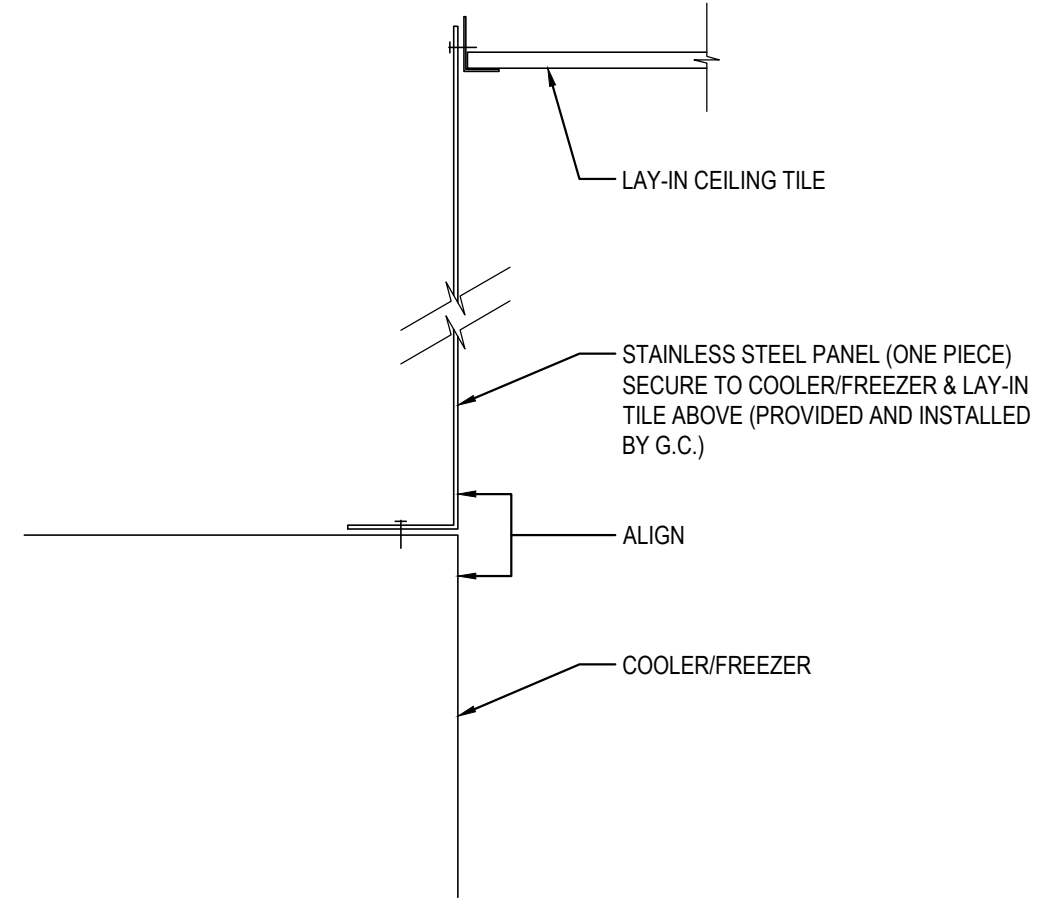 LAY-IN CEILING TILE
STAINLESS STEEL PANEL (ONE PIECE)
SECURE TO COOLER/FREEZER & LAY-IN
TILE ABOVE (PROVIDED AND INSTALLED
BY G.C.)
ALIGN
COOLER/FREEZER